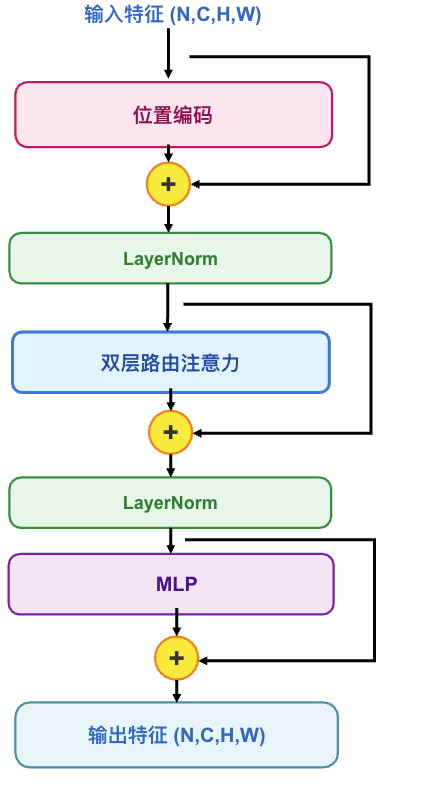 输入特征 (N,C,H,W)
位置编码
+
LayerNorm
双层路由注意力
+
LayerNorm
MLP
+
输出特征 (N,C,H,W)